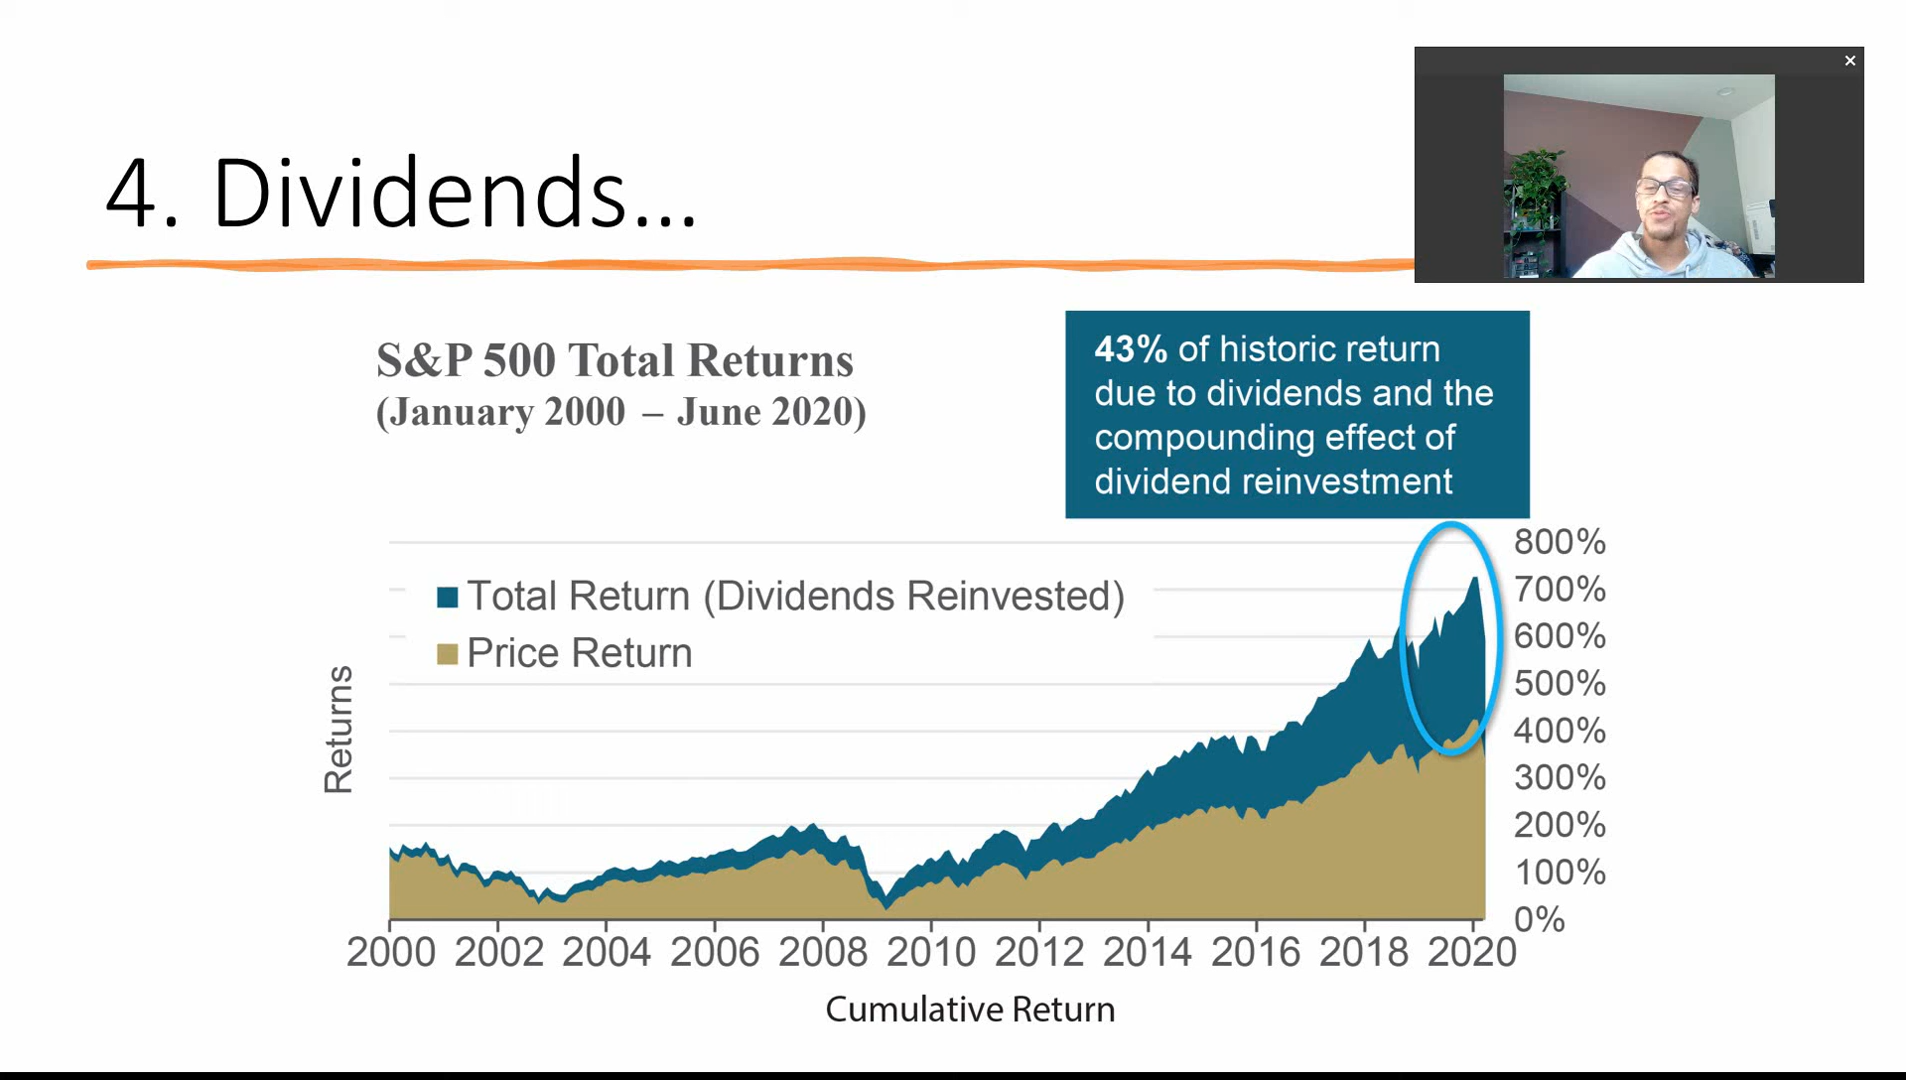 4. Dividends...
S&P 500 Total Returns
(January 2000 – June 2020)
43% of historic return
due to dividends and the
compounding effect of
dividend reinvestment
Total Return (Dividends Reinvested)
Price Return
Returns
800%
700%
600%
500%
400%
300%
200%
100%
0%
2000 2002 2004 2006 2008 2010 2012 2014 2016 2018 2020
Cumulative Return